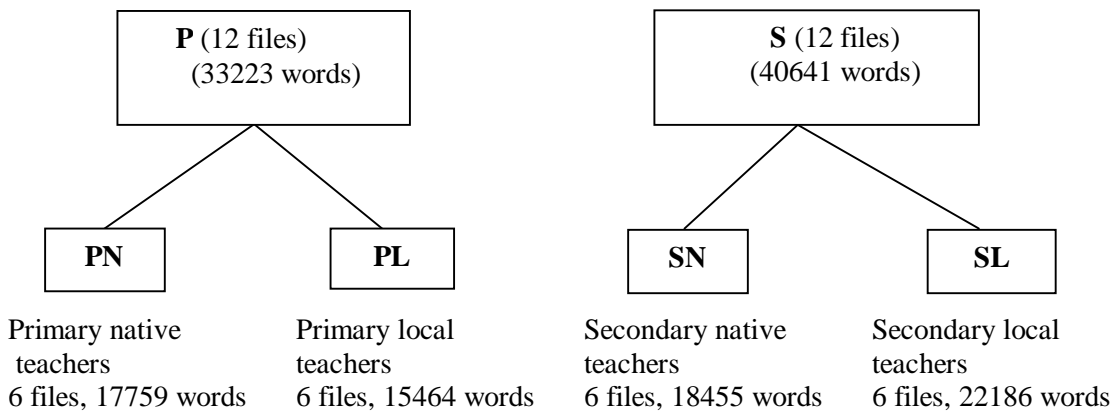 P (12 files)
(33223 words)
S (12 files)
(40641 words)
PN
PL
SN
SL
Primary native
teachers
6 files, 17759 words
Primary local
teachers
6 files, 15464 words
Secondary native
teachers
6 files, 18455 words
Secondary local
teachers
6 files, 22186 words